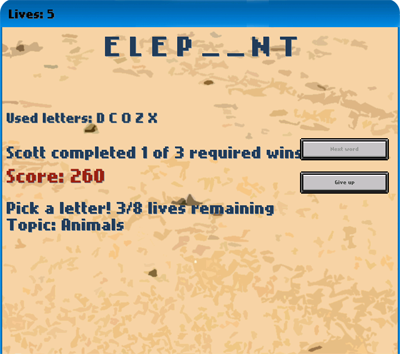 Lives: 5
E L E P _ _ N T
Used letters: D C O Z X
Scott completed 1 of 3 required wins
Next word
Score: 260
Give up
Pick a letter! 3/8 lives remaining
Topic: Animals